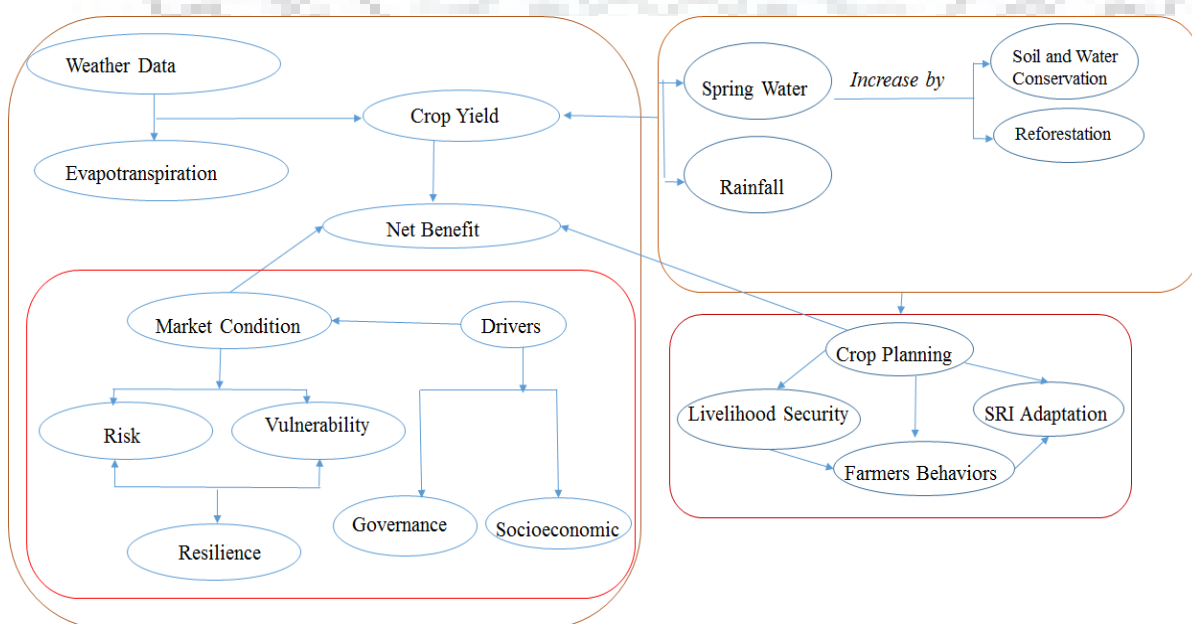 Weather Data
Evapotranspiration
Crop Yield
Net Benefit
Market Condition
Drivers
Risk
Vulnerability
Resilience
Governance
Socioeconomic
Spring Water
Increase by
Soil and Water
Conservation
Reforestation
Rainfall
Crop Planning
Livelihood Security
SRI Adaptation
Farmers Behaviors